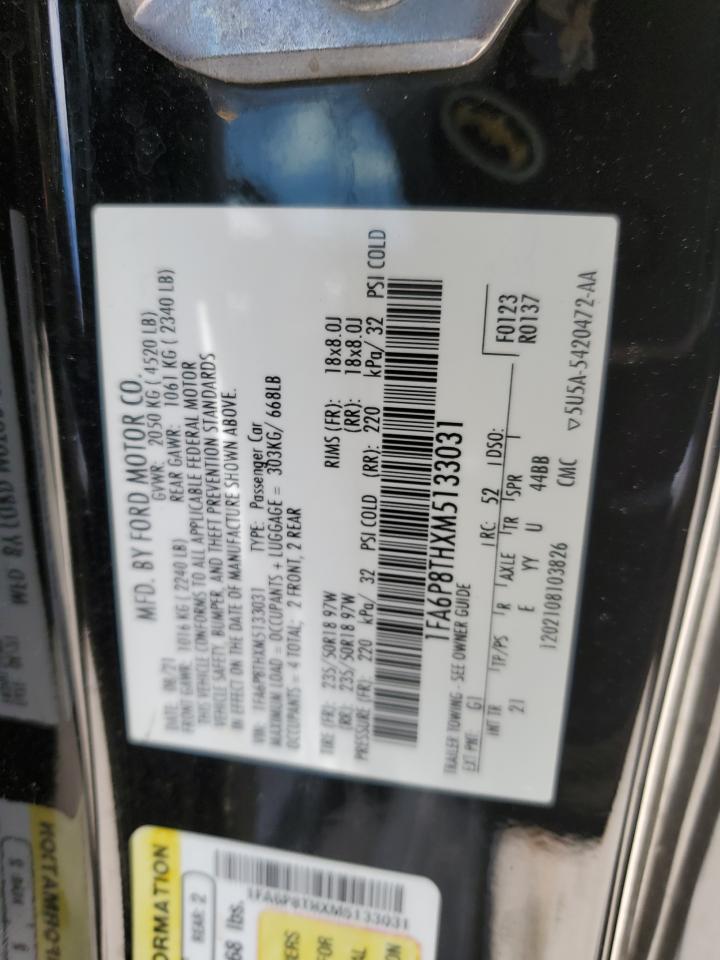 MFD. BY FORD MOTOR CO.
DATE: 08/21 GVWR: 2050 KG ( 4520 LB)
FRONT GAWR: 1016 KG ( 2240 LB) REAR GAWR: 1061 KG ( 2340 LB)
THIS VEHICLE CONFORMS TO ALL APPLICABLE FEDERAL MOTOR
VEHICLE SAFETY, BUMPER, AND THEFT PREVENTION STANDARDS
IN EFFECT ON THE DATE OF MANUFACTURE SHOWN ABOVE.
VIN: 1FA6P8THXM5133031 TYPE: Passenger Car
MAXIMUM LOAD = OCCUPANTS + LUGGAGE = 303KG/ 668LB
OCCUPANTS = 4 TOTAL: 2 FRONT, 2 REAR
TIRE (FR): 235/50R18 97W RIMS (FR): 18x8.0J
(RR): 235/50R18 97W (RR): 18x8.0J
PRESSURE (FR): 220 kPa/ 32 PSI COLD (RR): 220 kPa/ 32 PSI COLD
1FA6P8THXM5133031
TRAILER TOWING - SEE OWNER GUIDE
EXT PNT: G1 RC: 52 DSO:
F0123
R0137
INT TR TP/PS R AXLE TR SPR
21 E YY U 44BB
1202108103826 CMC ▽5U5A-5420472-AA
ORMATION
REAR: 2
668 lbs.
1FA6P8THXM5133031
FOR